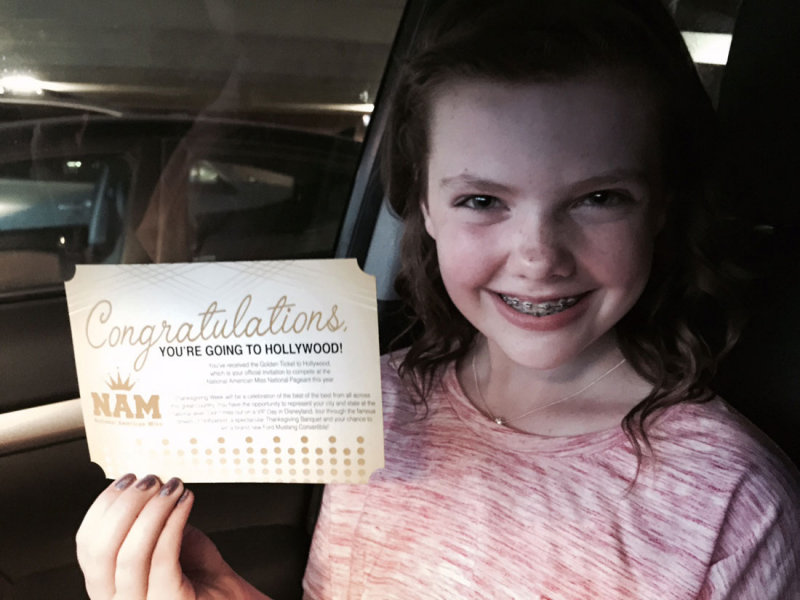 Congratulations,
YOU'RE GOING TO HOLLYWOOD!
You've received the Golden Ticket to Hollywood,
which is your official invitation to compete at the
National American Miss National Pageant this year
NAM
National American Miss
Thanksgiving Week will be a celebration of the best of the best from all across
this great country. You have the opportunity to represent your city and state at the
out on a VIP Day in Disneyland, tour through the famous
a spectacular Thanksgiving Banquet and your chance to
a brand new Ford Mustang Convertible!